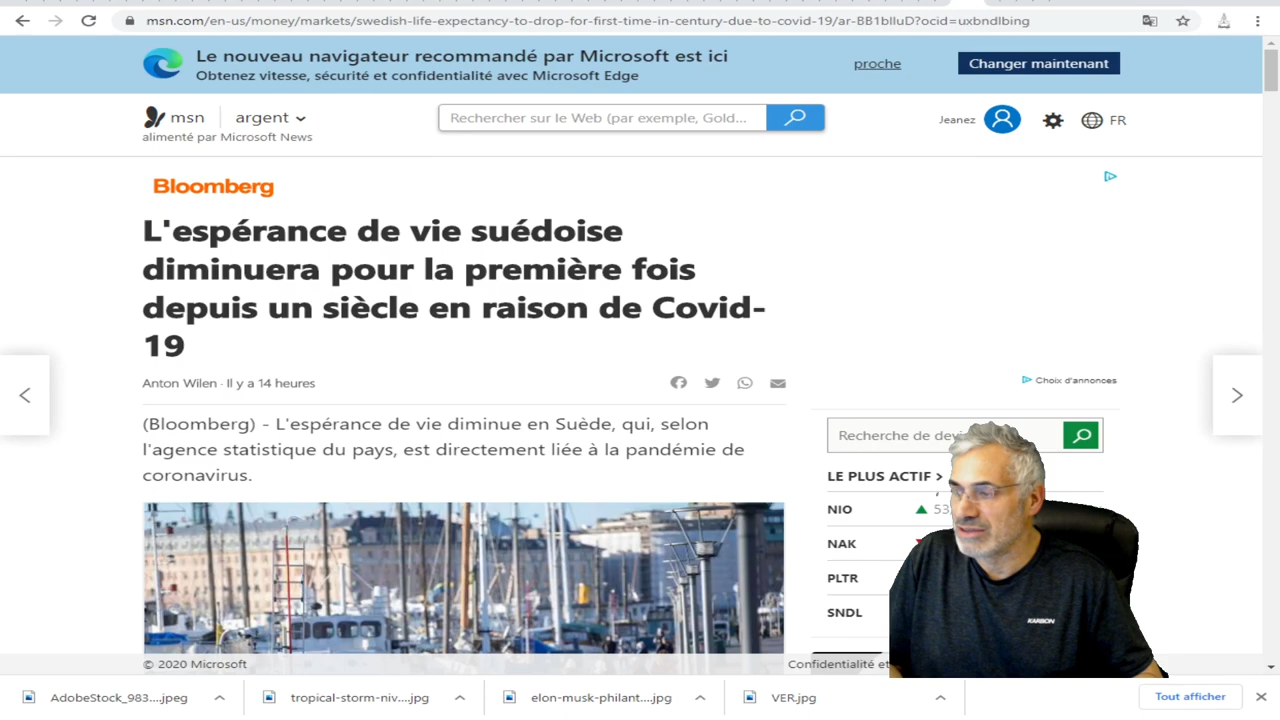 msn.com/en-us/money/markets/swedish-life-expectancy-to-drop-for-first-time-in-century-due-to-covid-19/ar-BB1blluD?ocid=uxbndlbing
Le nouveau navigateur recommandé par Microsoft est ici
Obtenez vitesse, sécurité et confidentialité avec Microsoft Edge
proche
Changer maintenant
msn
argent
alimenté par Microsoft News
Rechercher sur le Web (par exemple, Gold...
Jeanez
FR
Bloomberg
L'espérance de vie suédoise
diminuera pour la première fois
depuis un siècle en raison de Covid-
19
Anton Wilen · Il y a 14 heures
Choix d'annonces
(Bloomberg) - L'espérance de vie diminue en Suède, qui, selon
l'agence statistique du pays, est directement liée à la pandémie de
coronavirus.
Recherche de
LE PLUS ACTIF >
NIO
NAK
PLTR
SNDL
KARBON
© 2020 Microsoft
Confidentialité et
AdobeStock_983....jpeg
tropical-storm-niv....jpg
elon-musk-philant....jpg
VER.jpg
Tout afficher